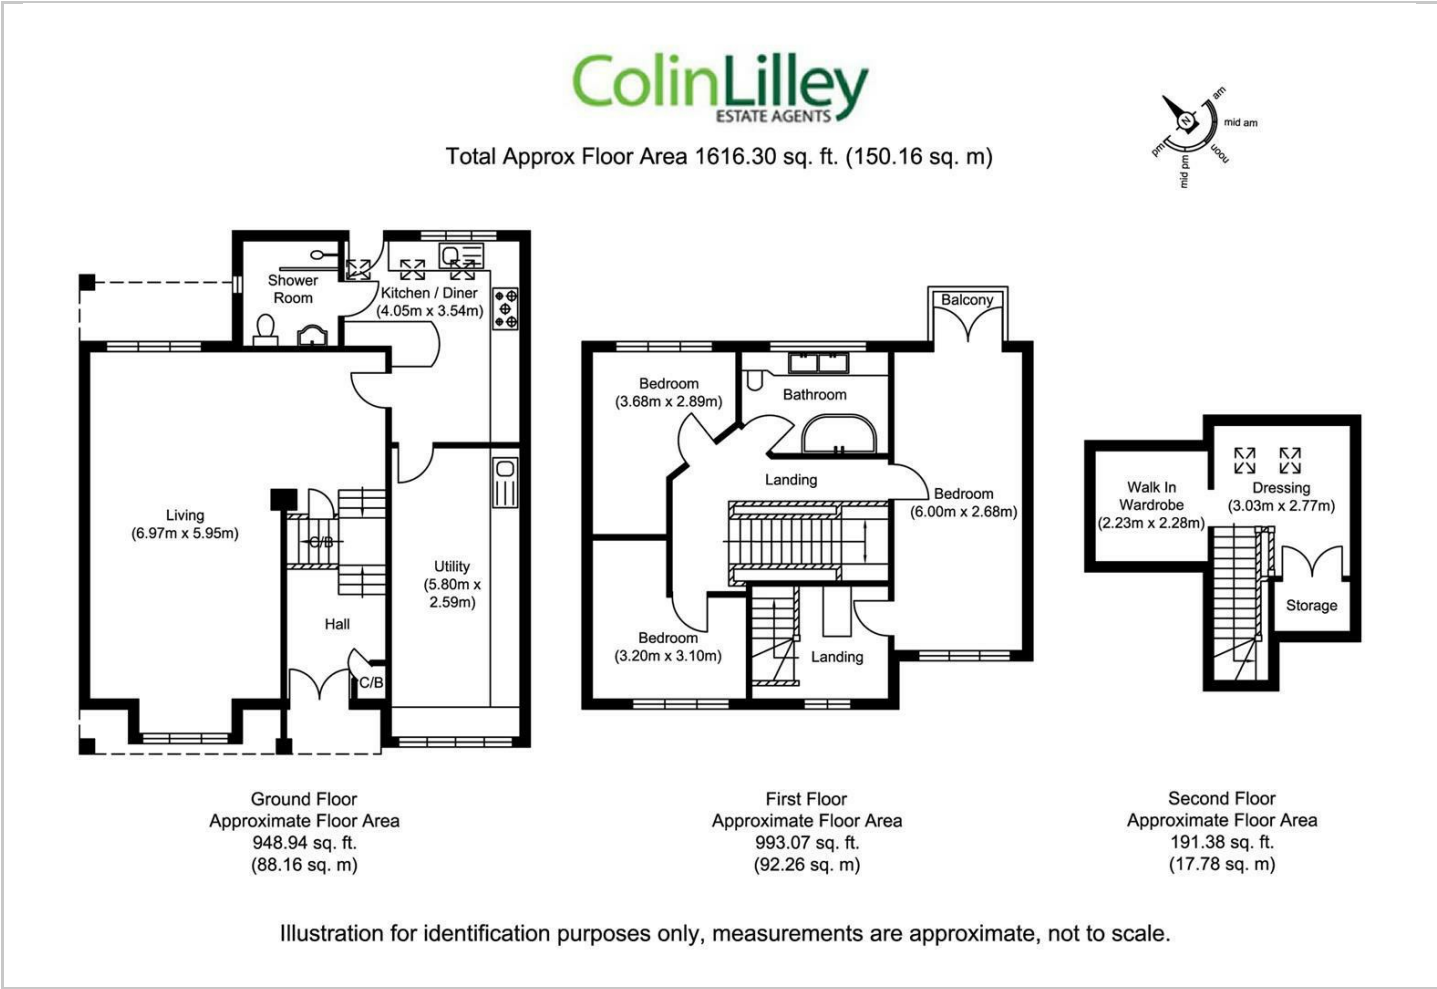 ColinLilley
ESTATE AGENTS
Total Approx Floor Area 1616.30 sq. ft. (150.16 sq. m)
N
am
mid am
noon
mid pm
pm
Shower
Room
Kitchen / Diner
(4.05m x 3.54m)
Living
(6.97m x 5.95m)
C/B
Utility
(5.80m x
2.59m)
Hall
C/B
Balcony
Bedroom
(3.68m x 2.89m)
Bathroom
Landing
Bedroom
(6.00m x 2.68m)
Bedroom
(3.20m x 3.10m)
Landing
Walk In
Wardrobe
(2.23m x 2.28m)
Dressing
(3.03m x 2.77m)
Storage
Ground Floor
Approximate Floor Area
948.94 sq. ft.
(88.16 sq. m)
First Floor
Approximate Floor Area
993.07 sq. ft.
(92.26 sq. m)
Second Floor
Approximate Floor Area
191.38 sq. ft.
(17.78 sq. m)
Illustration for identification purposes only, measurements are approximate, not to scale.